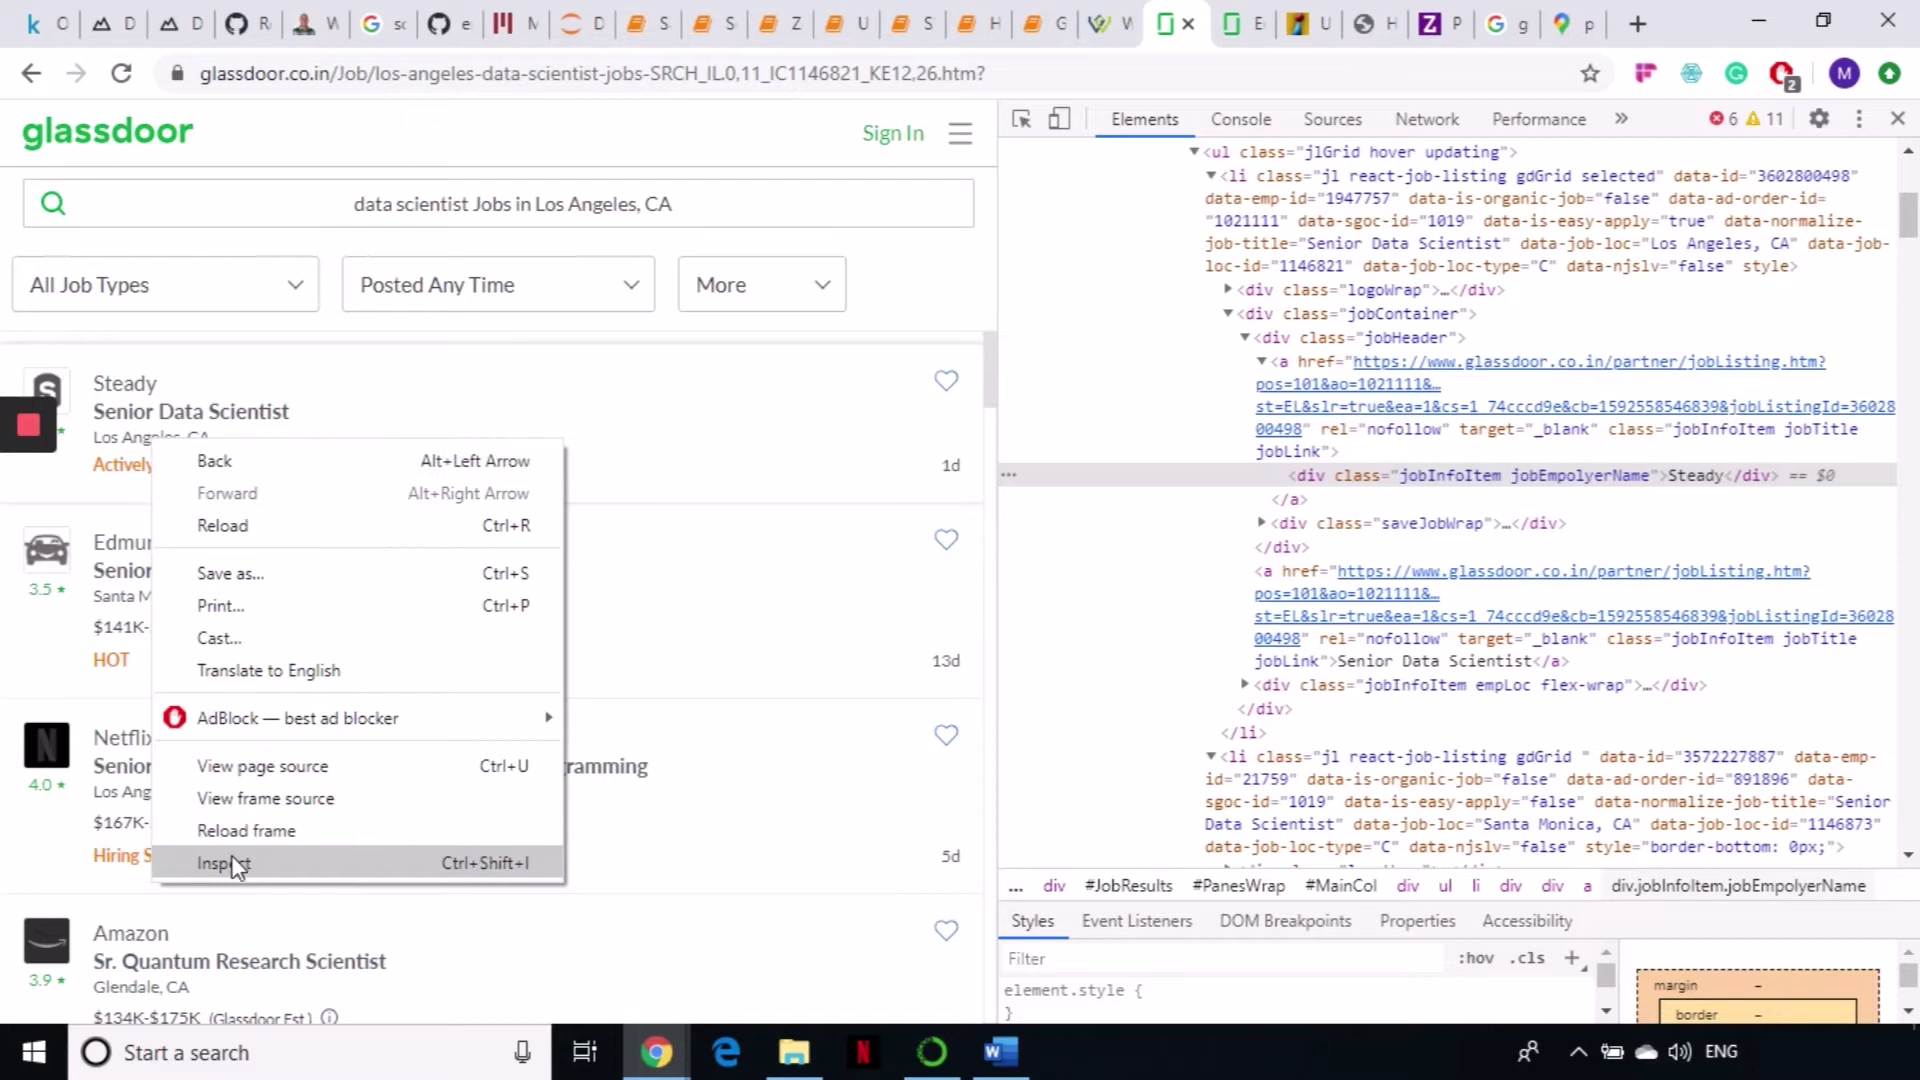 k O D D R W G sc e M D S S Z U S H G W E U H Z P G g p
glassdoor.co.in/Job/los-angeles-data-scientist-jobs-SRCH_IL.0,11_IC1146821_KE12,26.htm?
2 M
glassdoor
Sign In
data scientist Jobs in Los Angeles, CA
All Job Types
Posted Any Time
More
Steady
Senior Data Scientist
Los Angeles, CA
Actively
1d
Edmun
Senior
Santa M
3.5 ★
$141K-
HOT
13d
Netflix
Senior
ramming
Los Ang
4.0 ★
$167K-
Hiring S
5d
Amazon
Sr. Quantum Research Scientist
3.9 ★
Glendale, CA
$134K-$175K (Glassdoor Est.)
Back Alt+Left Arrow
Forward Alt+Right Arrow
Reload Ctrl+R
Save as... Ctrl+S
Print... Ctrl+P
Cast...
Translate to English
AdBlock — best ad blocker
View page source Ctrl+U
View frame source
Reload frame
Inspect Ctrl+Shift+I
Elements Console Sources Network Performance » 6 11
<ul class="jlGrid hover updating">
<li class="jl react-job-listing gdGrid selected" data-id="3602800498"
data-emp-id="1947757" data-is-organic-job="false" data-ad-order-id=
"1021111" data-sgoc-id="1019" data-is-easy-apply="true" data-normalize-
job-title="Senior Data Scientist" data-job-loc="Los Angeles, CA" data-job-
loc-id="1146821" data-job-loc-type="C" data-njslv="false" style>
<div class="logoWrap">…</div>
<div class="jobContainer">
<div class="jobHeader">
<a href="https://www.glassdoor.co.in/partner/jobListing.htm?
pos=101&ao=1021111&…
st=EL&slr=true&ea=1&cs=1_74cccd9e&cb=1592558546839&jobListingId=36028
00498" rel="nofollow" target="_blank" class="jobInfoItem jobTitle
jobLink">
<div class="jobInfoItem jobEmpolyerName">Steady</div> == $0
</a>
<div class="saveJobWrap">…</div>
</div>
<a href="https://www.glassdoor.co.in/partner/jobListing.htm?
pos=101&ao=1021111&…
st=EL&slr=true&ea=1&cs=1_74cccd9e&cb=1592558546839&jobListingId=36028
00498" rel="nofollow" target="_blank" class="jobInfoItem jobTitle
jobLink">Senior Data Scientist</a>
<div class="jobInfoItem empLoc flex-wrap">…</div>
</div>
</li>
<li class="jl react-job-listing gdGrid " data-id="3572227887" data-emp-
id="21759" data-is-organic-job="false" data-ad-order-id="891896" data-
sgoc-id="1019" data-is-easy-apply="false" data-normalize-job-title="Senior
Data Scientist" data-job-loc="Santa Monica, CA" data-job-loc-id="1146873"
data-job-loc-type="C" data-njslv="false" style="border-bottom: 0px;">
... div #JobResults #PanesWrap #MainCol div ul li div div a div.jobInfoItem.jobEmpolyerName
Styles Event Listeners DOM Breakpoints Properties Accessibility
Filter :hov .cls +
element.style {
}
margin -
border -
Start a search
ENG